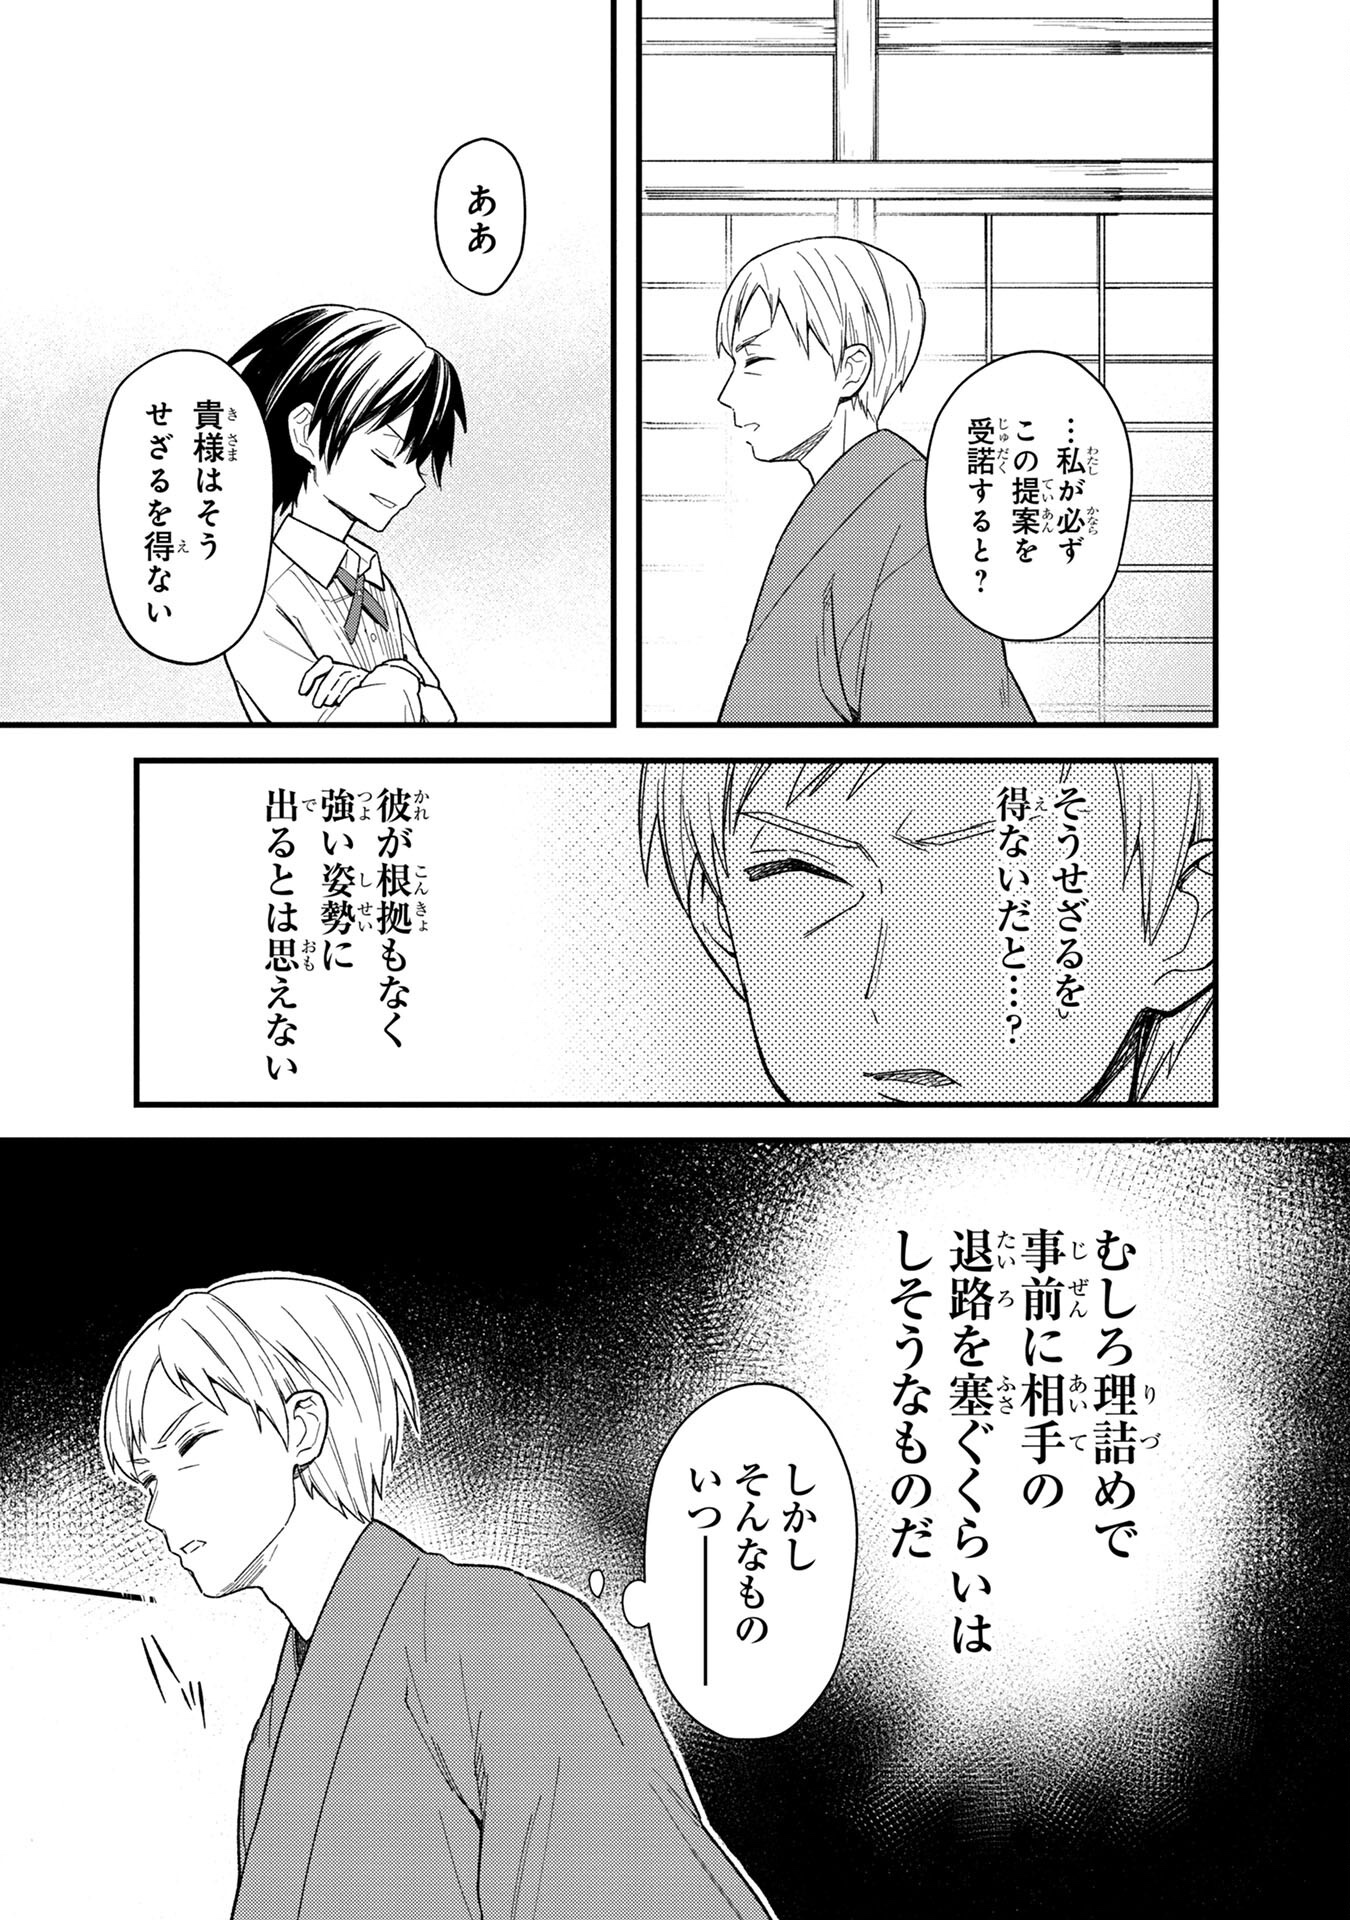 …私が必ず
この提案を
受諾すると？
ああ
貴様はそう
せざるを得ない
そうせざるを
得ないだと…？
彼が根拠もなく
強い姿勢に
出るとは思えない
むしろ理詰めで
事前に相手の
退路を塞ぐくらいは
しそうなものだ
しかし
そんなもの
いつ――